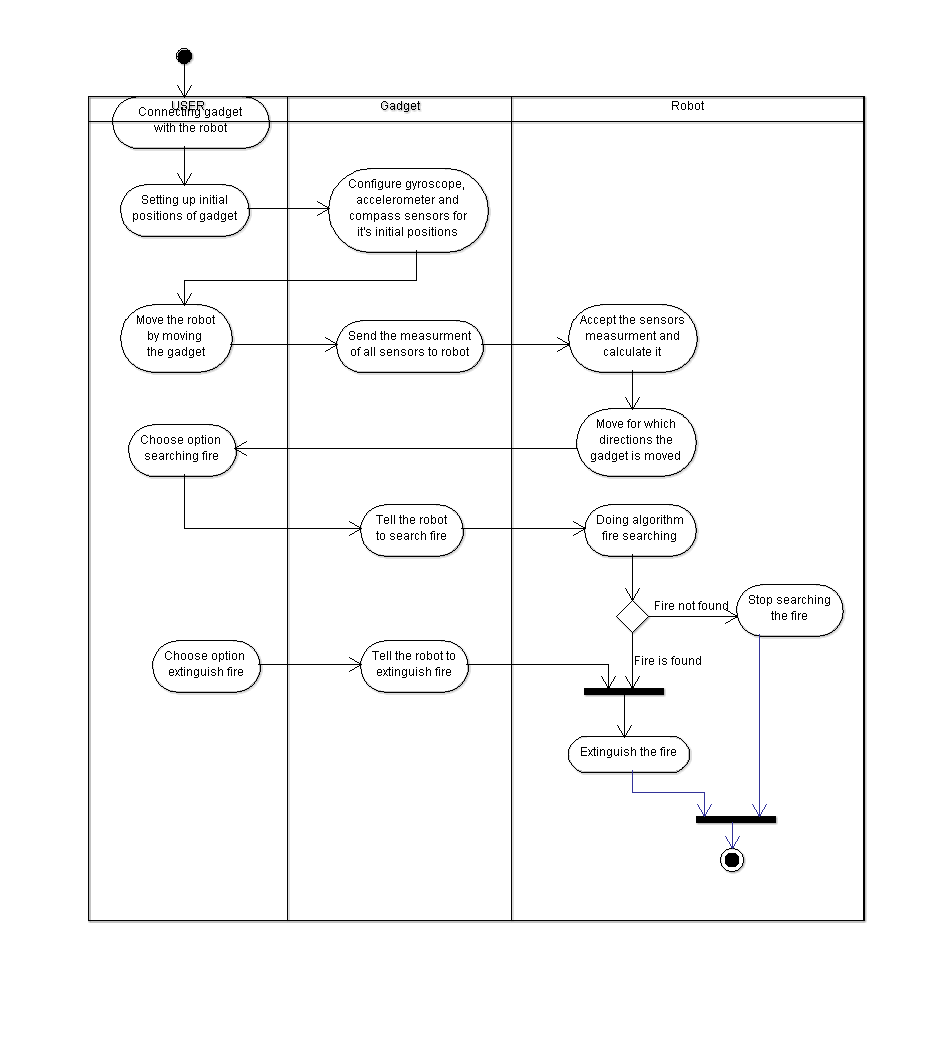 USER
Gadget
Robot
Connecting gadget
with the robot
Setting up initial
positions of gadget
Configure gyroscope,
accelerometer and
compass sensors for
it's initial positions
Move the robot
by moving
the gadget
Send the measurment
of all sensors to robot
Accept the sensors
measurment and
calculate it
Move for which
directions the
gadget is moved
Choose option
searching fire
Tell the robot
to search fire
Doing algorithm
fire searching
Fire not found
Stop searching
the fire
Choose option
extinguish fire
Tell the robot to
extinguish fire
Fire is found
Extinguish the fire